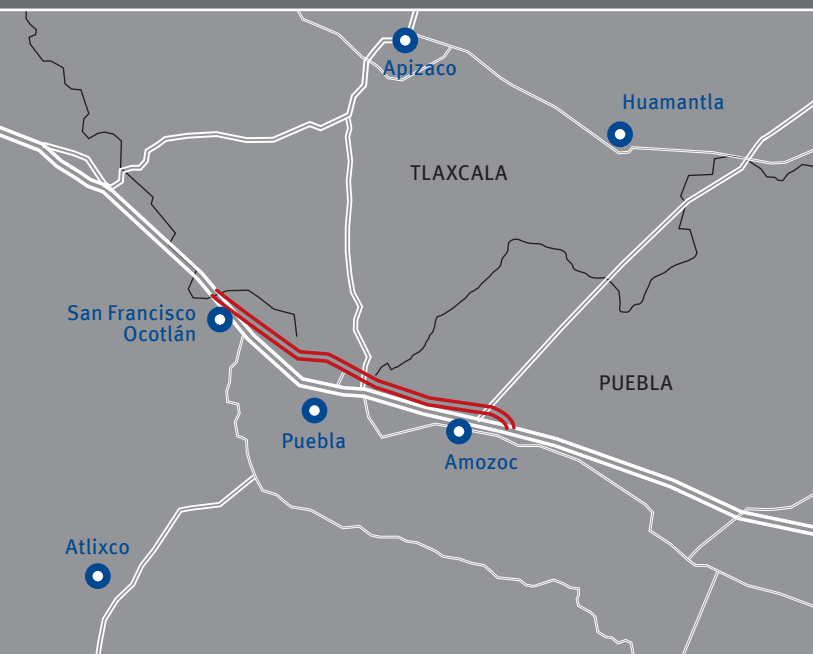 Apizaco
Huamantla
TLAXCALA
San Francisco
Ocotlán
PUEBLA
Puebla
Amozoc
Atlixco